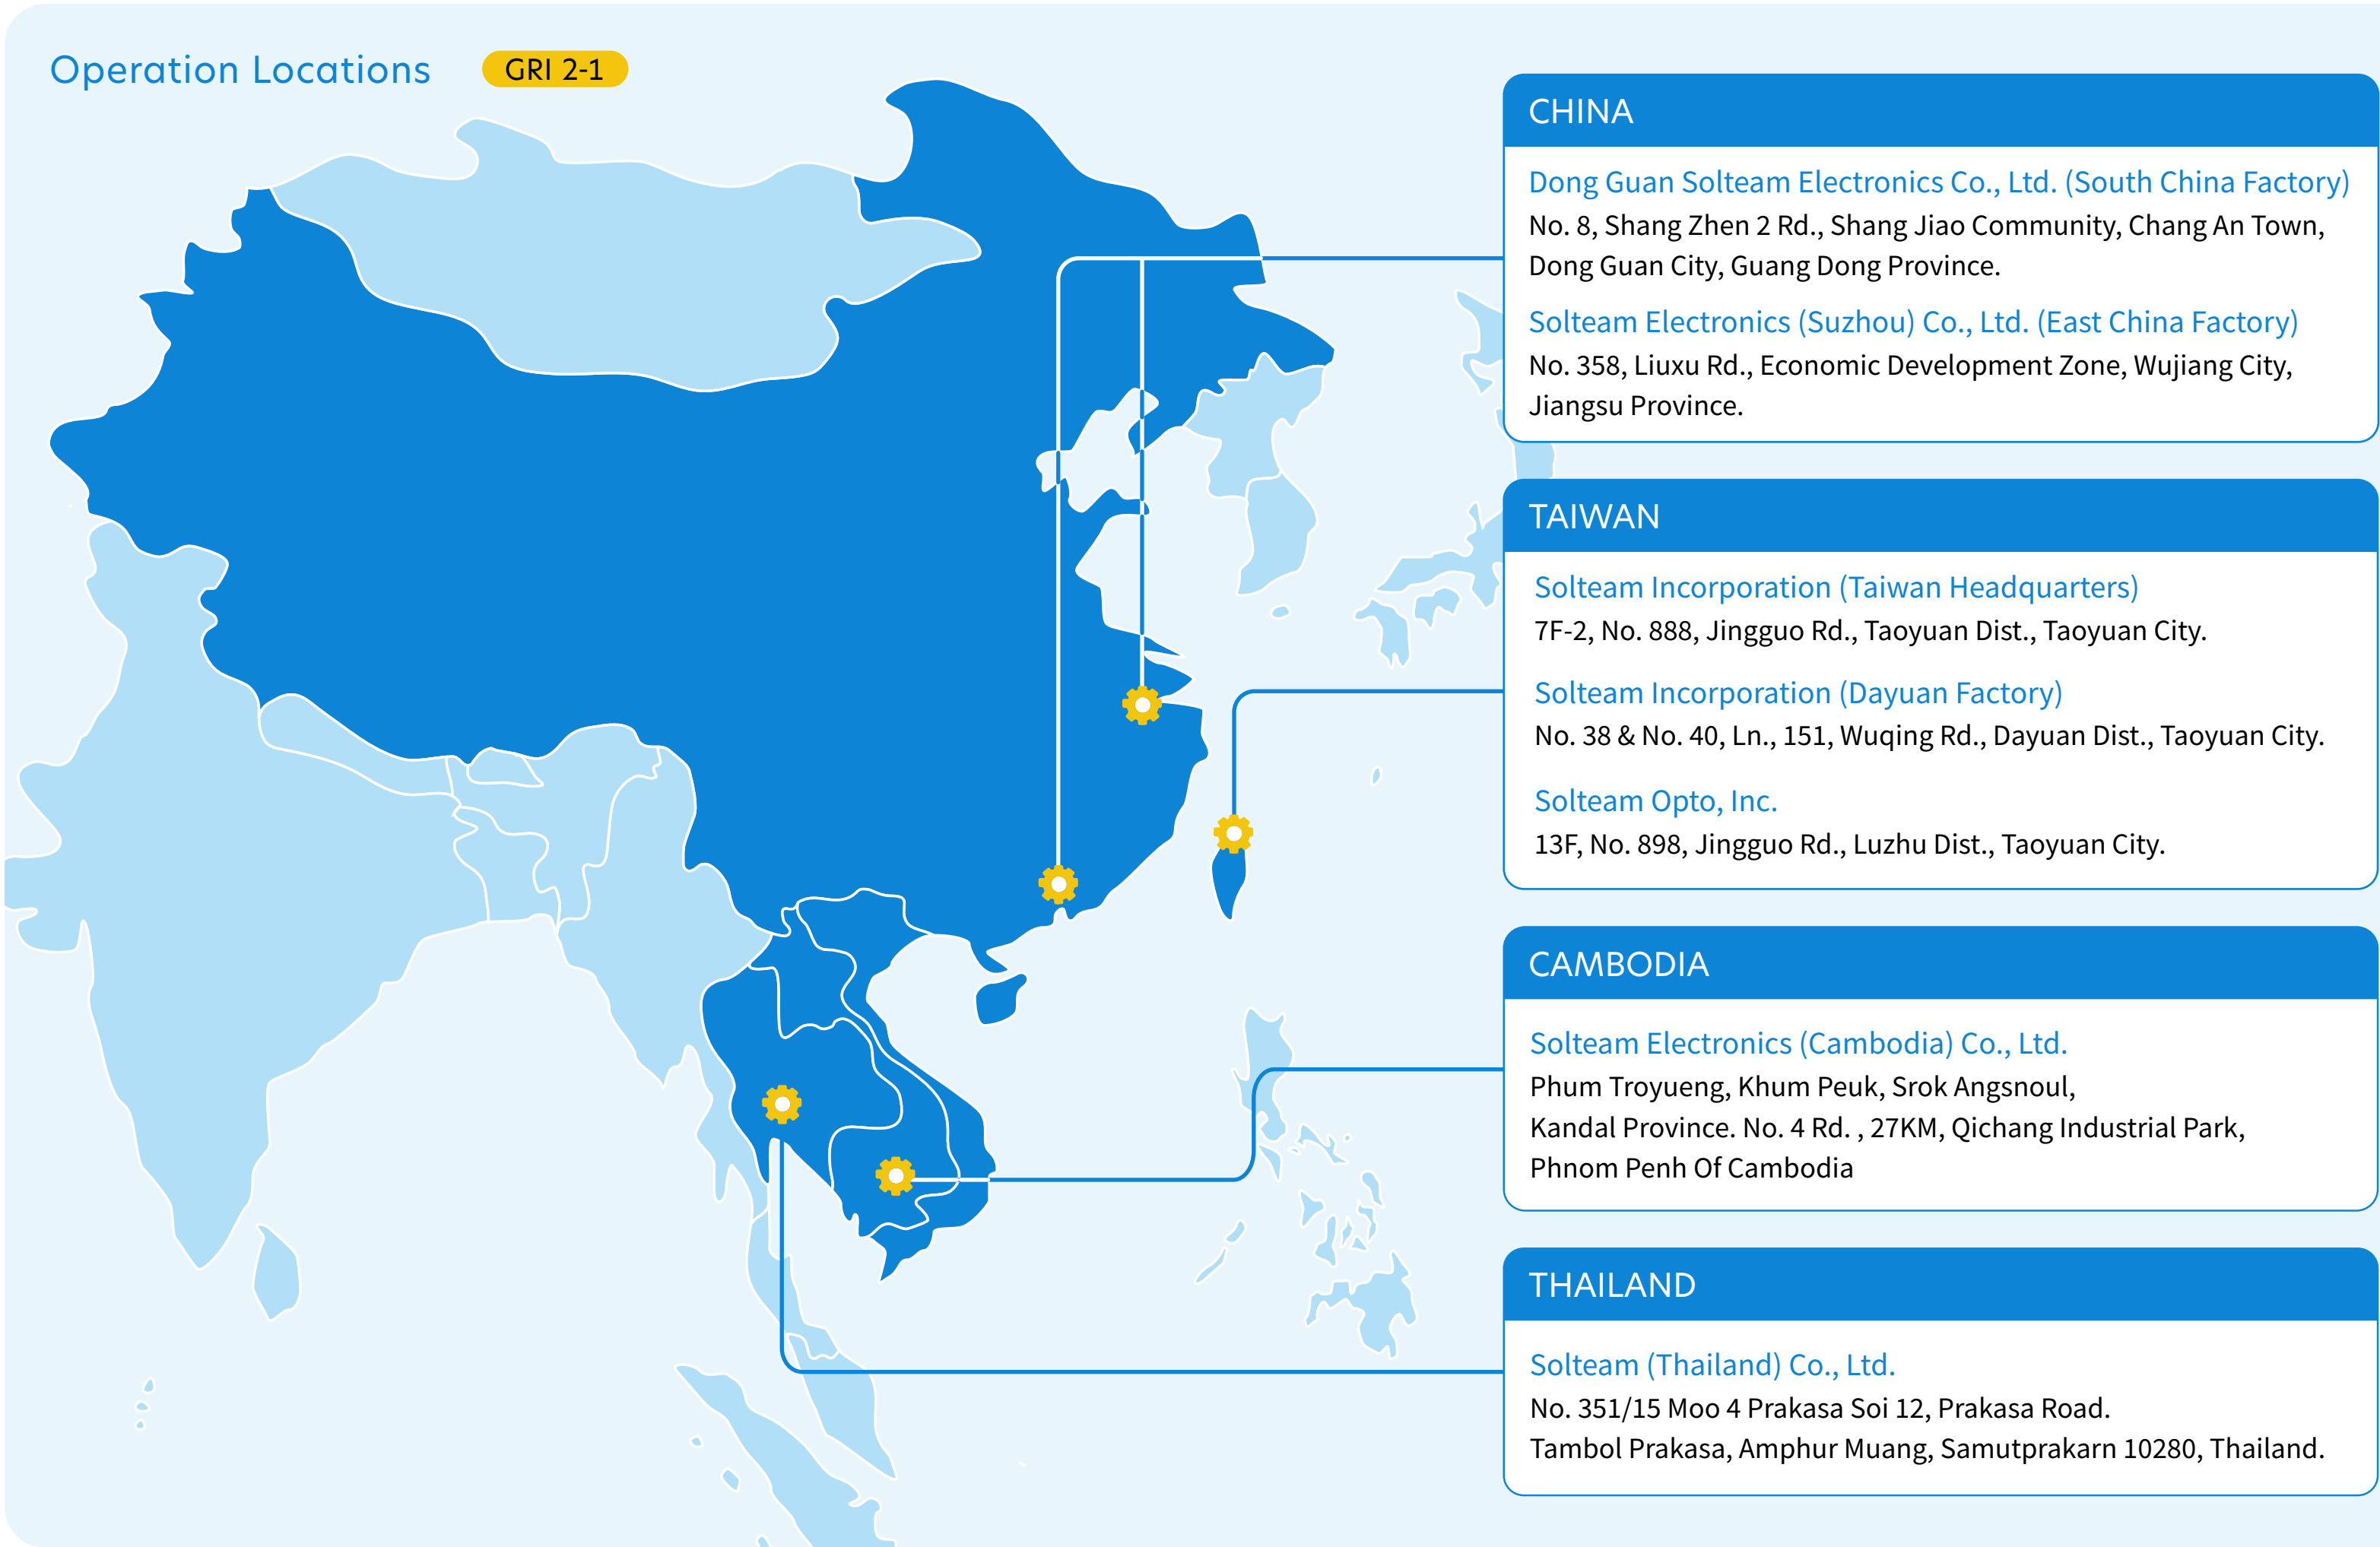 Operation Locations
GRI 2-1
CHINA
Dong Guan Solteam Electronics Co., Ltd. (South China Factory)
No. 8, Shang Zhen 2 Rd., Shang Jiao Community, Chang An Town,
Dong Guan City, Guang Dong Province.
Solteam Electronics (Suzhou) Co., Ltd. (East China Factory)
No. 358, Liuxu Rd., Economic Development Zone, Wujiang City,
Jiangsu Province.
TAIWAN
Solteam Incorporation (Taiwan Headquarters)
7F-2, No. 888, Jingguo Rd., Taoyuan Dist., Taoyuan City.
Solteam Incorporation (Dayuan Factory)
No. 38 & No. 40, Ln., 151, Wuqing Rd., Dayuan Dist., Taoyuan City.
Solteam Opto, Inc.
13F, No. 898, Jingguo Rd., Luzhu Dist., Taoyuan City.
CAMBODIA
Solteam Electronics (Cambodia) Co., Ltd.
Phum Troyueng, Khum Peuk, Srok Angsnoul,
Kandal Province. No. 4 Rd. , 27KM, Qichang Industrial Park,
Phnom Penh Of Cambodia
THAILAND
Solteam (Thailand) Co., Ltd.
No. 351/15 Moo 4 Prakasa Soi 12, Prakasa Road.
Tambol Prakasa, Amphur Muang, Samutprakarn 10280, Thailand.